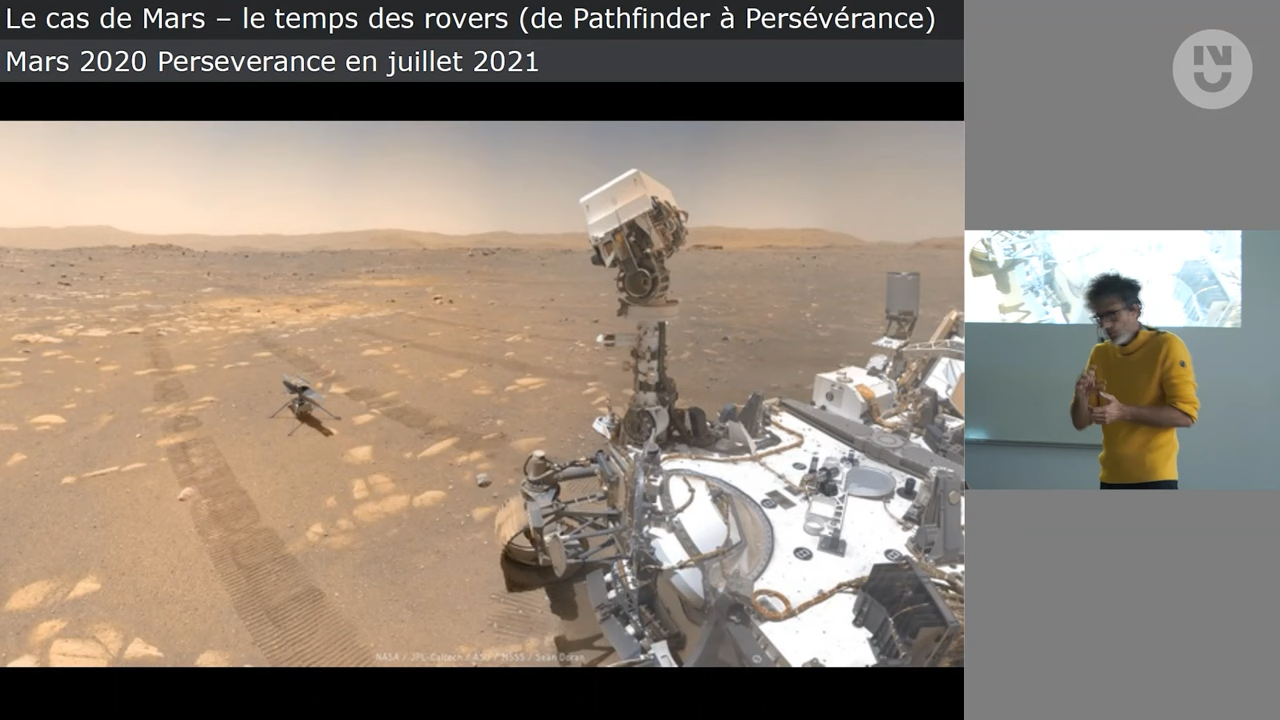 Le cas de Mars – le temps des rovers (de Pathfinder à Persévérance)
Mars 2020 Perseverance en juillet 2021
NASA / JPL-Caltech / ASU / MSSS / Seán Doran